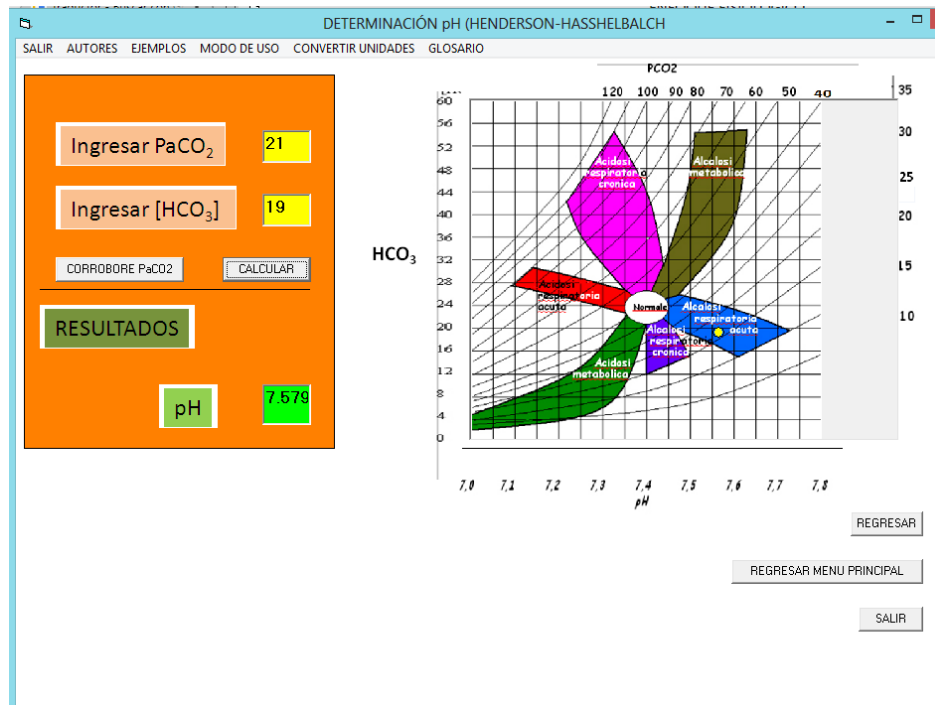 DETERMINACIÓN pH (HENDERSON-HASSHELBALCH
SALIR AUTORES EJEMPLOS MODO DE USO CONVERTIR UNIDADES GLOSARIO
Ingresar PaCO2
21
Ingresar [HCO3]
19
CORROBORE PaCO2
CALCULAR
RESULTADOS
pH
7.579
PCO2
120 100 90 80 70 60 50 40
35
30
25
20
15
10
HCO3
60
56
52
48
44
40
36
32
28
24
20
16
12
8
4
0
Acidosi
respiratoria
cronica
Alcalosi
metabolica
Acidosi
respiratoria
acuta
Normale
Alcalosi
respiratoria
acuta
Alcalosi
respiratoria
cronica
Acidosi
metabolica
7,0 7,1 7,2 7,3 7,4 7,5 7,6 7,7 7,8
pH
REGRESAR
REGRESAR MENU PRINCIPAL
SALIR